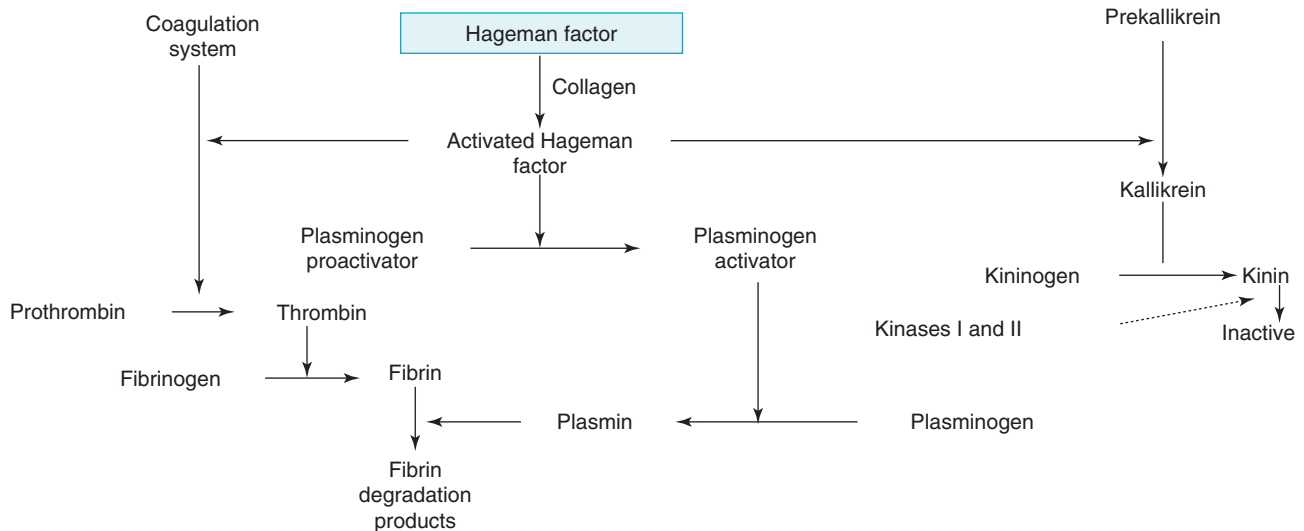 Coagulation
system
Hageman factor
Prekallikrein
Collagen
Activated Hageman
factor
Kallikrein
Plasminogen
proactivator
Plasminogen
activator
Kininogen
Kinin
Prothrombin
Thrombin
Kinases I and II
Inactive
Fibrinogen
Fibrin
Plasmin
Plasminogen
Fibrin
degradation
products